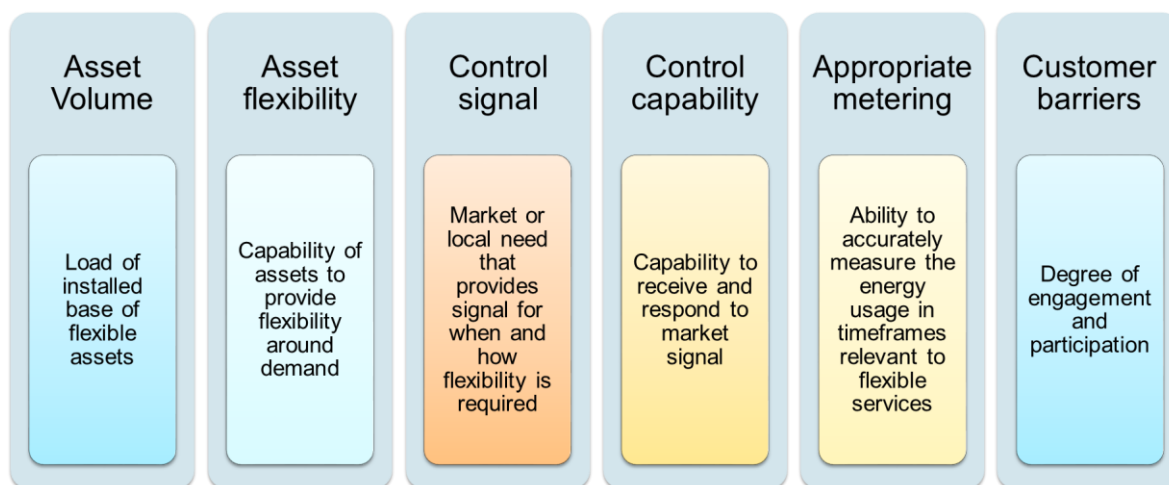 Asset
Volume
Load of
installed
base of
flexible
assets
Asset
flexibility
Capability of
assets to
provide
flexibility
around
demand
Control
signal
Market or
local need
that
provides
signal for
when and
how
flexibility is
required
Control
capability
Capability to
receive and
respond to
market
signal
Appropriate
metering
Ability to
accurately
measure the
energy
usage in
timeframes
relevant to
flexible
services
Customer
barriers
Degree of
engagement
and
participation